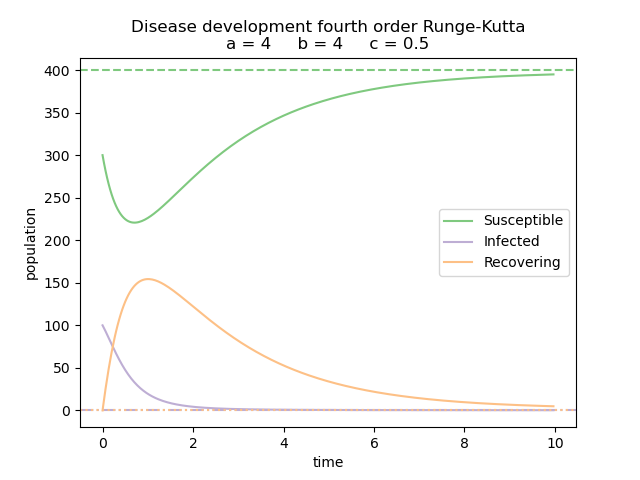 Disease development fourth order Runge-Kutta
a = 4 b = 4 c = 0.5
400
350
300
250
200
150
100
50
0
population
Susceptible
Infected
Recovering
0 2 4 6 8 10
time